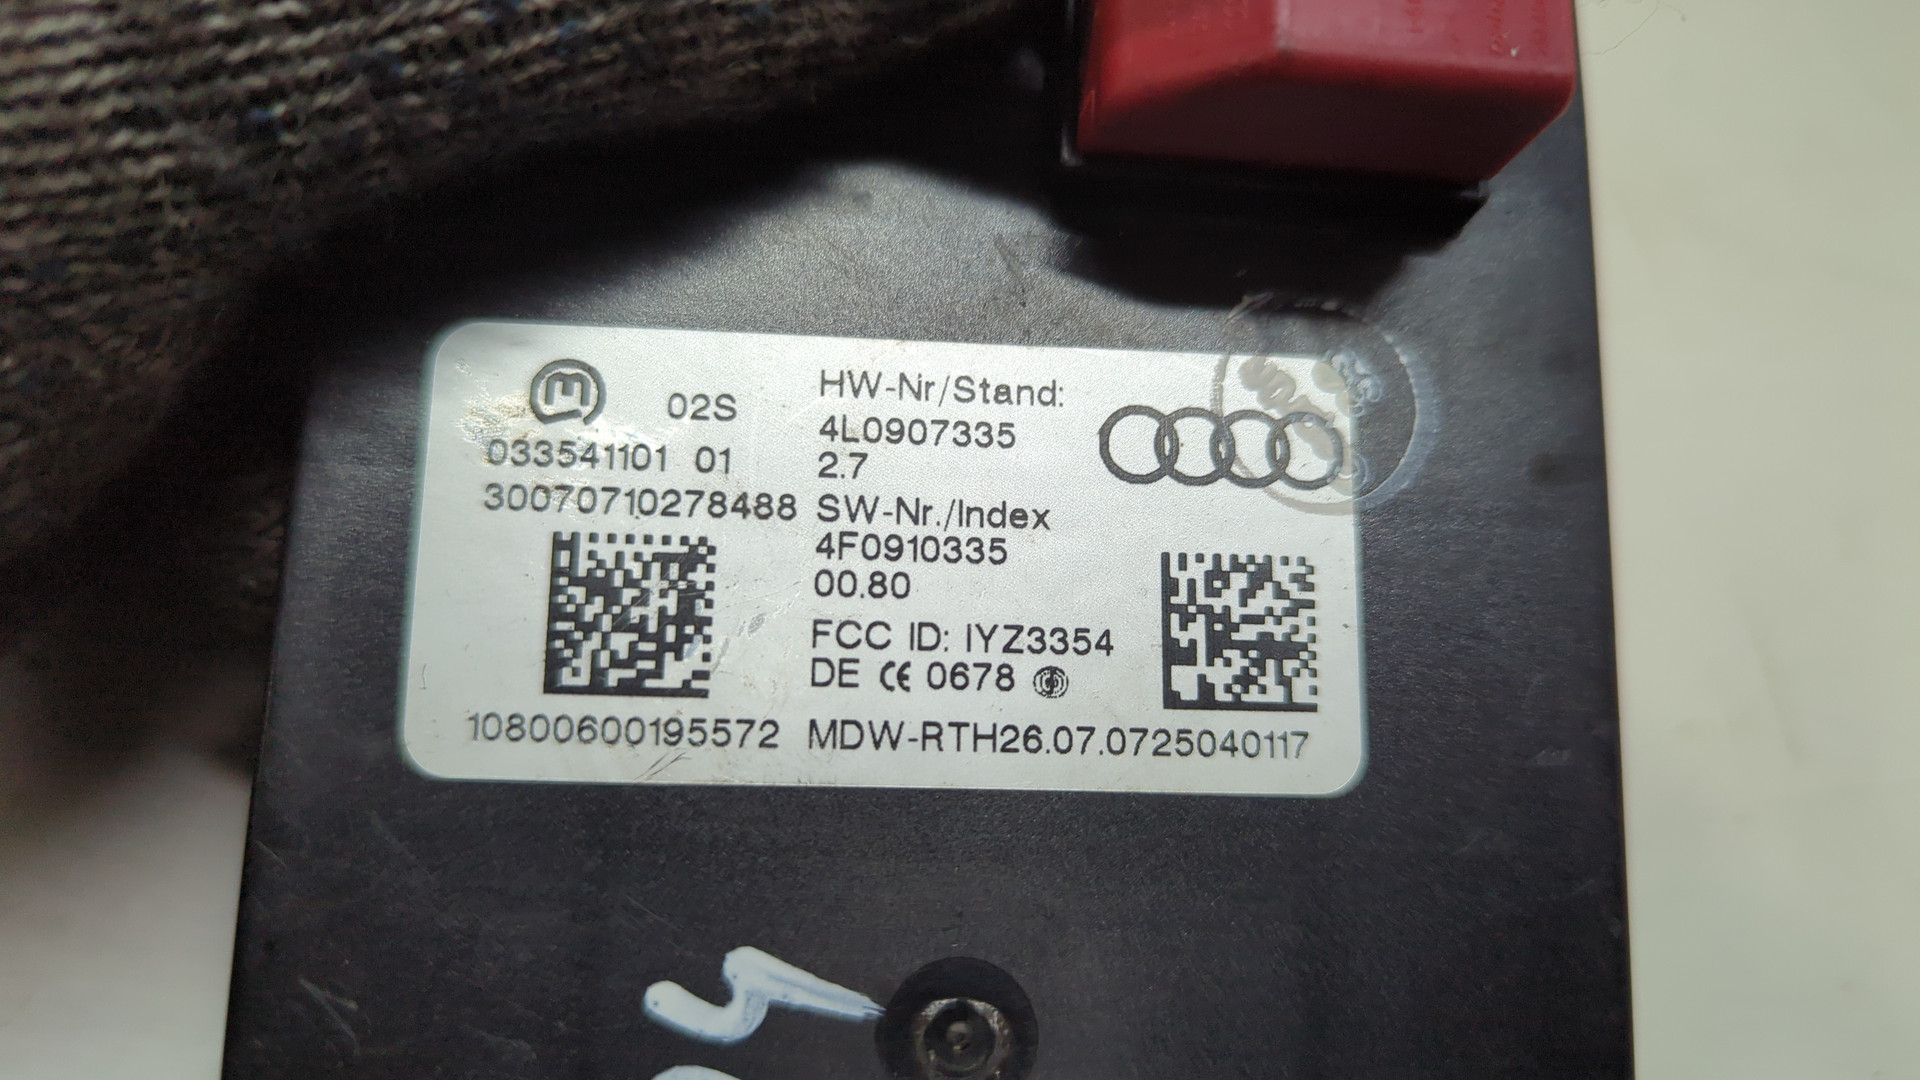 02S
033541101 01
30070710278488
HW-Nr/Stand:
4L0907335
2.7
SW-Nr./Index
4F0910335
00.80
FCC ID: IYZ3354
DE CE 0678
10800600195572 MDW-RTH26.07.0725040117